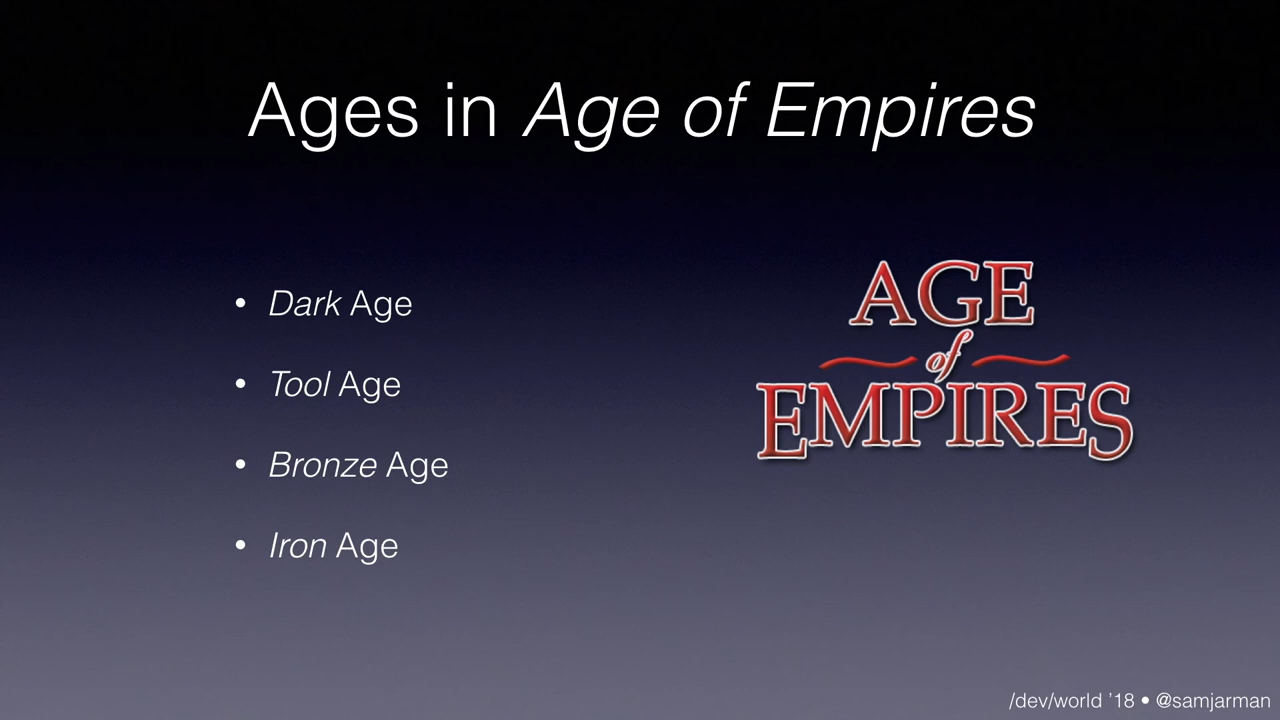 Ages in Age of Empires
• Dark Age
• Tool Age
• Bronze Age
• Iron Age
AGE
of
EMPIRES
/dev/world ’18 • @samjarman